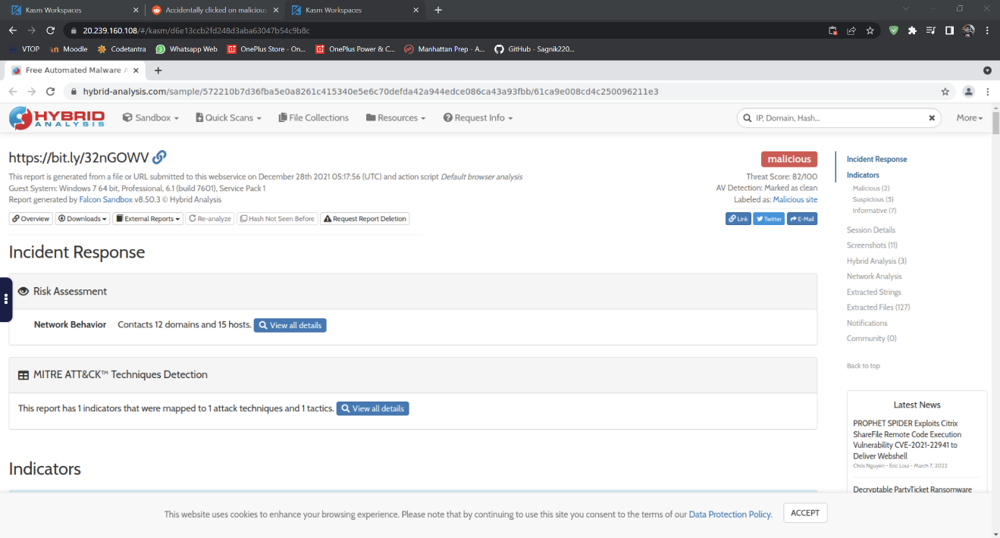 Kasm Workspaces
Accidentally clicked on malicious
Kasm Workspaces
20.239.160.108/#/kasm/d6e13ccb2fd248d3aba63047b54c9b8c
VTOP
Moodle
Codetantra
Whatsapp Web
OnePlus Store - On...
OnePlus Power & C...
Manhattan Prep - A...
GitHub - Sagnik220...
Free Automated Malware A
hybrid-analysis.com/sample/572210b7d36fba5e0a8261c415340e5e6c70defda42a944edce086ca43a93fbb/61ca9e008cd4c250096211e3
HYBRID
ANALYSIS
Sandbox
Quick Scans
File Collections
Resources
Request Info
IP, Domain, Hash...
More
https://bit.ly/32nGOWV
malicious
This report is generated from a file or URL submitted to this webservice on December 28th 2021 05:17:56 (UTC) and action script Default browser analysis
Guest System: Windows 7 64 bit, Professional, 6.1 (build 7601), Service Pack 1
Report generated by Falcon Sandbox v8.50.3 © Hybrid Analysis
Threat Score: 82/100
AV Detection: Marked as clean
Labeled as: Malicious site
Overview
Downloads
External Reports
Re-analyze
Hash Not Seen Before
Request Report Deletion
Link
Twitter
E-Mail
Incident Response
Risk Assessment
Network Behavior
Contacts 12 domains and 15 hosts.
View all details
MITRE ATT&CK™ Techniques Detection
This report has 1 indicators that were mapped to 1 attack techniques and 1 tactics.
View all details
Indicators
Incident Response
Indicators
Malicious (2)
Suspicious (5)
Informative (7)
Session Details
Screenshots (11)
Hybrid Analysis (3)
Network Analysis
Extracted Strings
Extracted Files (127)
Notifications
Community (0)
Back to top
Latest News
PROPHET SPIDER Exploits Citrix
ShareFile Remote Code Execution
Vulnerability CVE-2021-22941 to
Deliver Webshell
Chris Nguyen - Eric Loui - March 7, 2022
Decryptable PartyTicket Ransomware
This website uses cookies to enhance your browsing experience. Please note that by continuing to use this site you consent to the terms of our Data Protection Policy.
ACCEPT